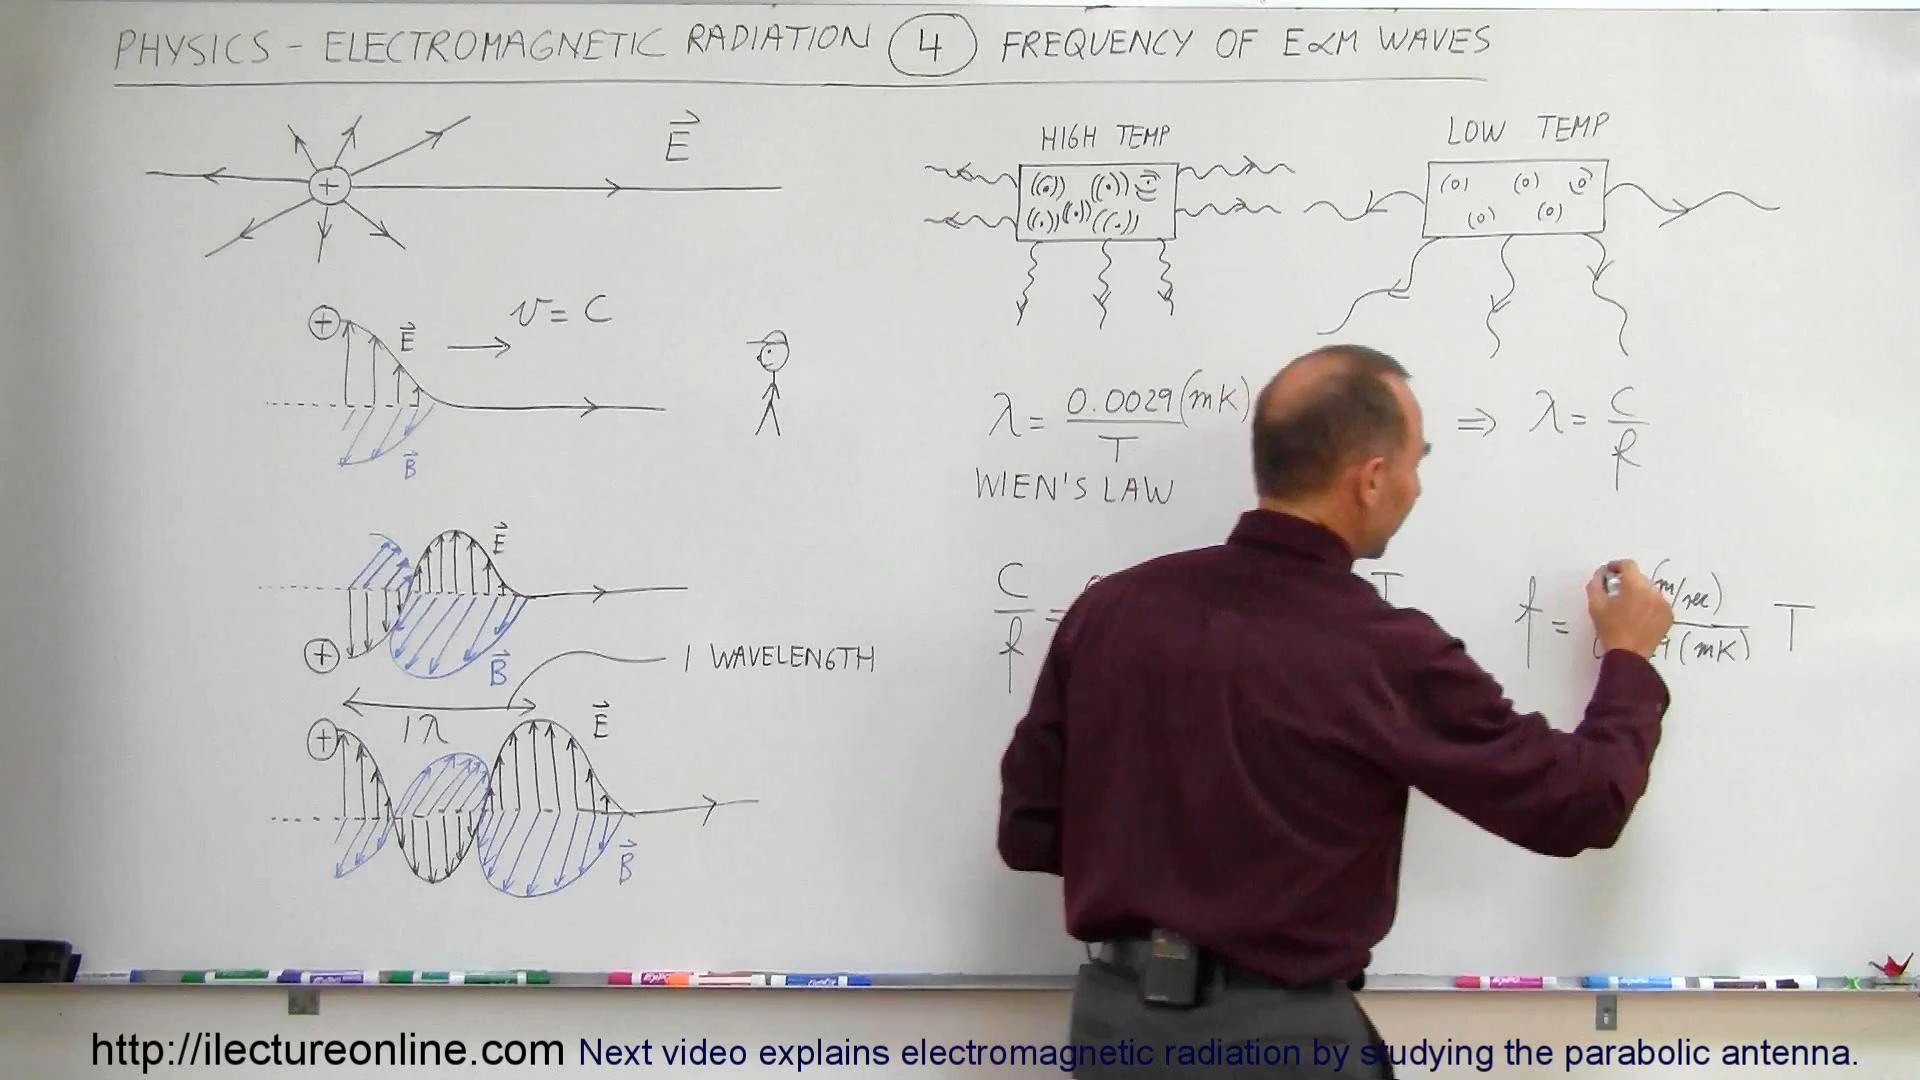 PHYSICS - ELECTROMAGNETIC RADIATION 4 FREQUENCY OF E&M WAVES
E
HIGH TEMP
LOW TEMP
+
v = C
+
E
B
λ = 0.0029 (mK) / T
⇒ λ = C / f
WIEN'S LAW
E
+
B
1 WAVELENGTH
C / f =
T
f = (m/sec) / (mK) T
1λ
+
E
B
http://ilectureonline.com Next video explains electromagnetic radiation by studying the parabolic antenna.